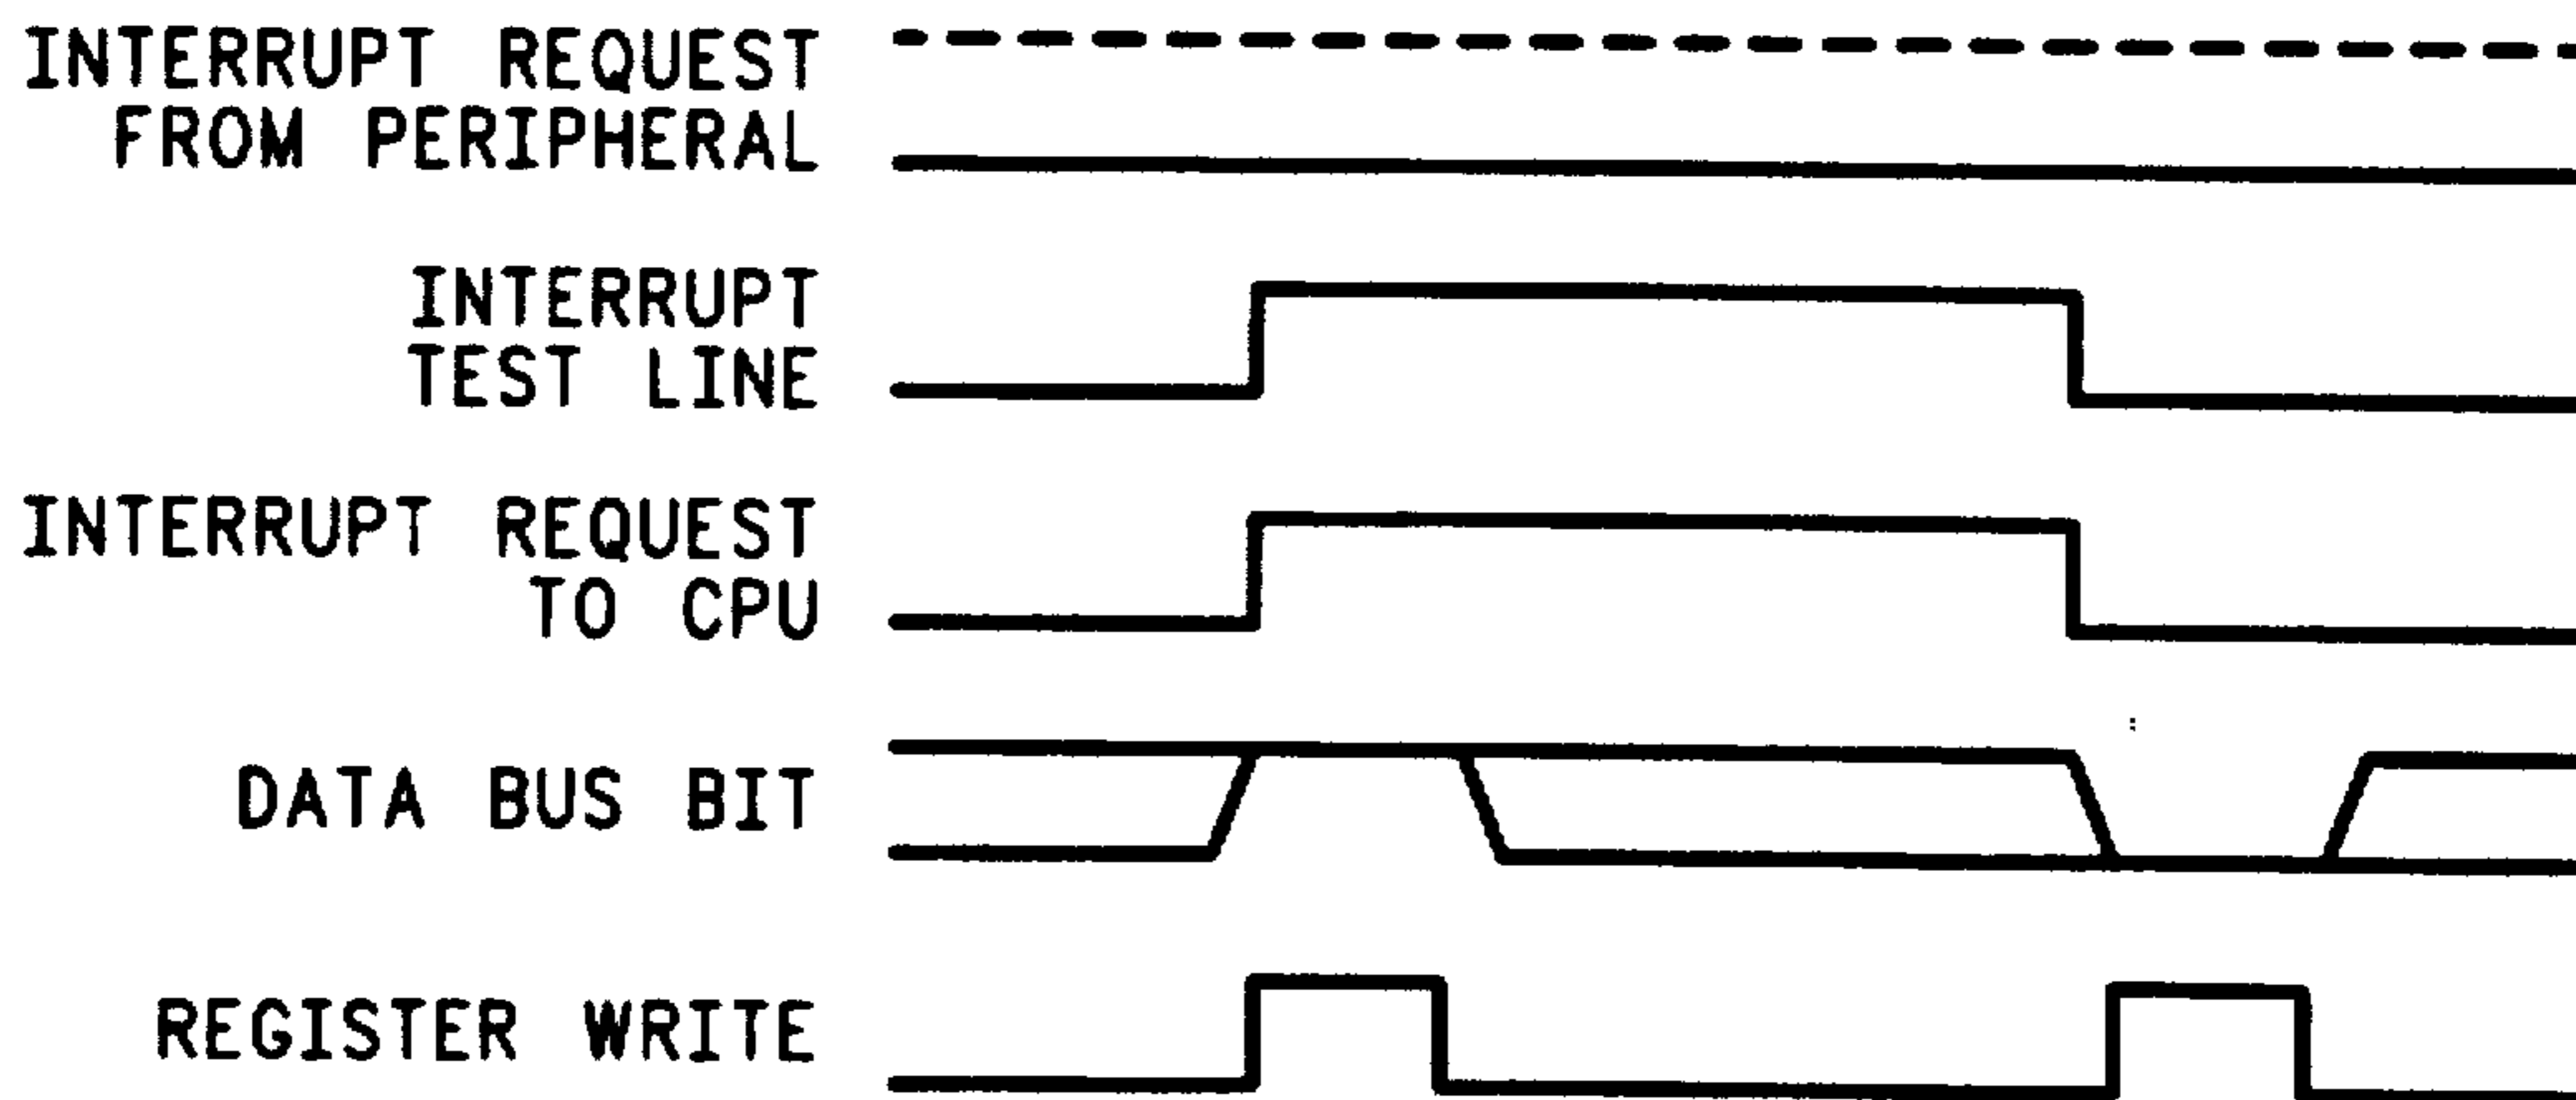 INTERRUPT REQUEST
FROM PERIPHERAL
INTERRUPT
TEST LINE
INTERRUPT REQUEST
TO CPU
DATA BUS BIT
REGISTER WRITE